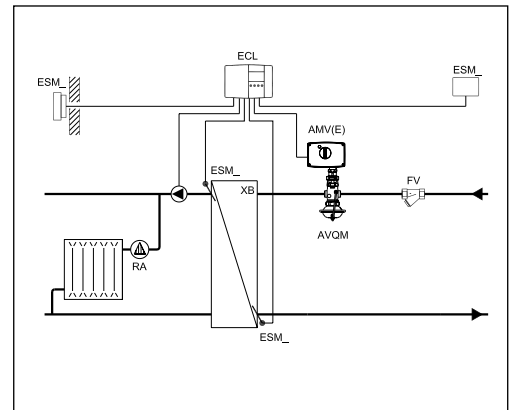 ECL
ESM_
ESM_
AMV(E)
ESM_
XB
FV
AVQM
RA
ESM_